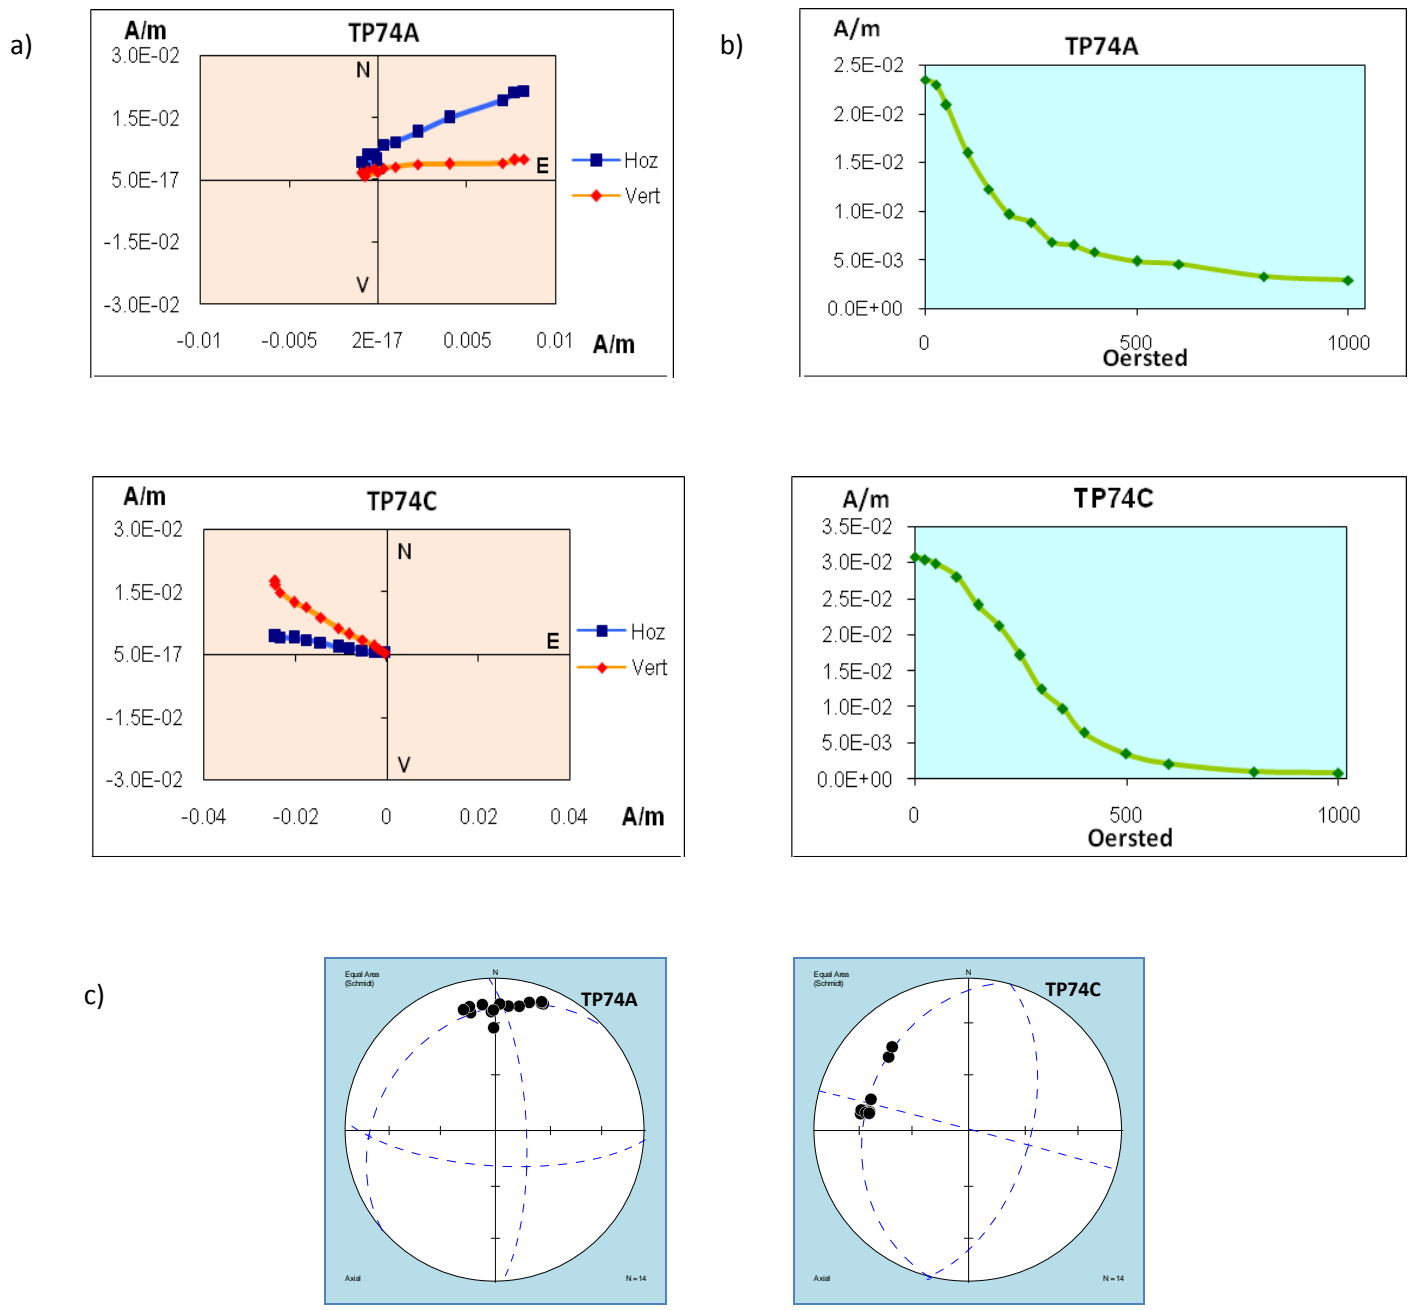 a)
A/m
TP74A
3.0E-02
1.5E-02
5.0E-17
-1.5E-02
-3.0E-02
N
E
V
-0.01
-0.005
2E-17
0.005
0.01
A/m
Hoz
Vert
b)
A/m
TP74A
2.5E-02
2.0E-02
1.5E-02
1.0E-02
5.0E-03
0.0E+00
0
500
1000
Oersted
A/m
TP74C
3.0E-02
1.5E-02
5.0E-17
-1.5E-02
-3.0E-02
N
E
V
-0.04
-0.02
0
0.02
0.04
A/m
Hoz
Vert
A/m
TP74C
3.5E-02
3.0E-02
2.5E-02
2.0E-02
1.5E-02
1.0E-02
5.0E-03
0.0E+00
0
500
1000
Oersted
c)
Equal Area
(Schmidt)
N
TP74A
Axial
N = 14
Equal Area
(Schmidt)
N
TP74C
Axial
N = 14